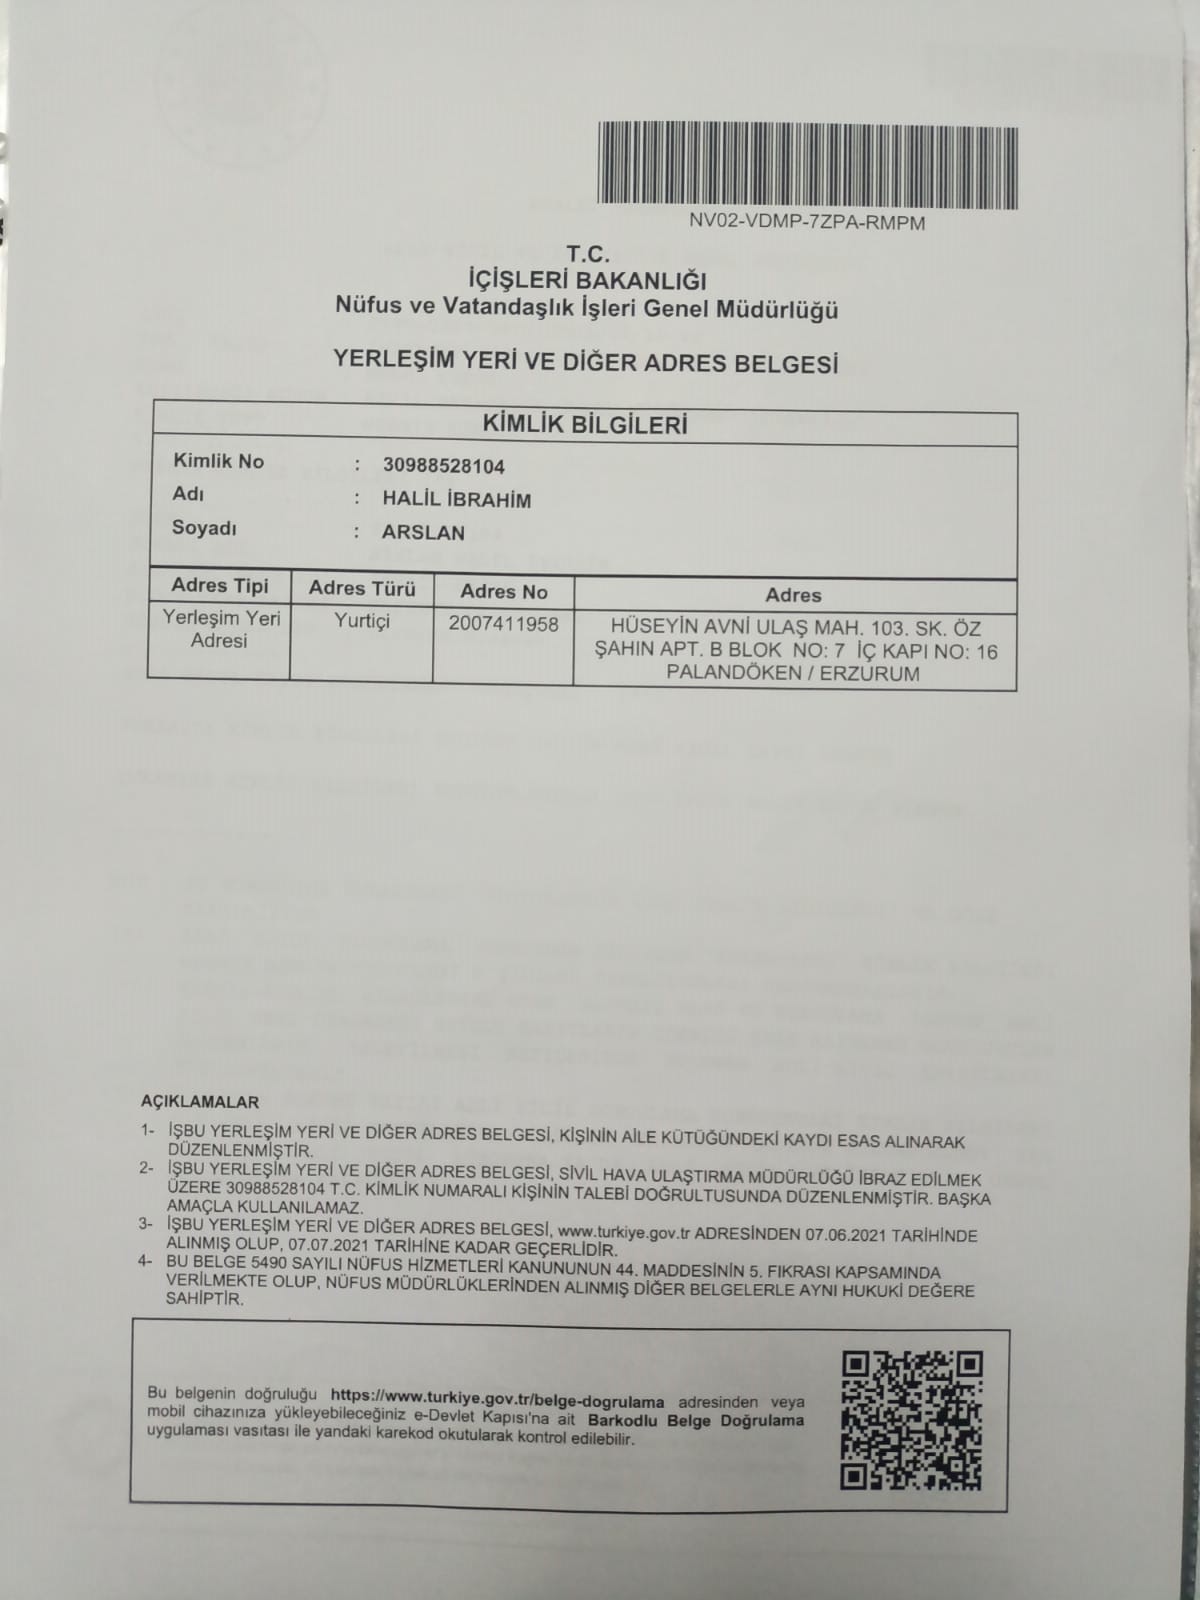 NV02-VDMP-7ZPA-RMPM
T.C.
İÇİŞLERİ BAKANLIĞI
Nüfus ve Vatandaşlık İşleri Genel Müdürlüğü
YERLEŞİM YERİ VE DİĞER ADRES BELGESİ
KİMLİK BİLGİLERİ
Kimlik No : 30988528104
Adı : HALİL İBRAHİM
Soyadı : ARSLAN
Adres Tipi Adres Türü Adres No Adres
Yerleşim Yeri Yurtiçi 2007411958 HÜSEYİN AVNİ ULAŞ MAH. 103. SK. ÖZ
Adresi ŞAHIN APT. B BLOK NO: 7 İÇ KAPI NO: 16
PALANDÖKEN / ERZURUM
AÇIKLAMALAR
1- İŞBU YERLEŞİM YERİ VE DİĞER ADRES BELGESİ, KİŞİNİN AİLE KÜTÜĞÜNDEKİ KAYDI ESAS ALINARAK
DÜZENLENMİŞTİR.
2- İŞBU YERLEŞİM YERİ VE DİĞER ADRES BELGESİ, SİVİL HAVA ULAŞTIRMA MÜDÜRLÜĞÜ İBRAZ EDİLMEK
ÜZERE 30988528104 T.C. KİMLİK NUMARALI KİŞİNİN TALEBİ DOĞRULTUSUNDA DÜZENLENMİŞTİR. BAŞKA
AMAÇLA KULLANILAMAZ.
3- İŞBU YERLEŞİM YERİ VE DİĞER ADRES BELGESİ, www.turkiye.gov.tr ADRESİNDEN 07.06.2021 TARİHİNDE
ALINMIŞ OLUP, 07.07.2021 TARİHİNE KADAR GEÇERLİDİR.
4- BU BELGE 5490 SAYILI NÜFUS HİZMETLERİ KANUNUNUN 44. MADDESİNİN 5. FIKRASI KAPSAMINDA
VERİLMEKTE OLUP, NÜFUS MÜDÜRLÜKLERİNDEN ALINMIŞ DİĞER BELGELERLE AYNI HUKUKİ DEĞERE
SAHİPTİR.
Bu belgenin doğruluğu https://www.turkiye.gov.tr/belge-dogrulama adresinden veya
mobil cihazınıza yükleyebileceğiniz e-Devlet Kapısı'na ait Barkodlu Belge Doğrulama
uygulaması vasıtası ile yandaki karekod okutularak kontrol edilebilir.